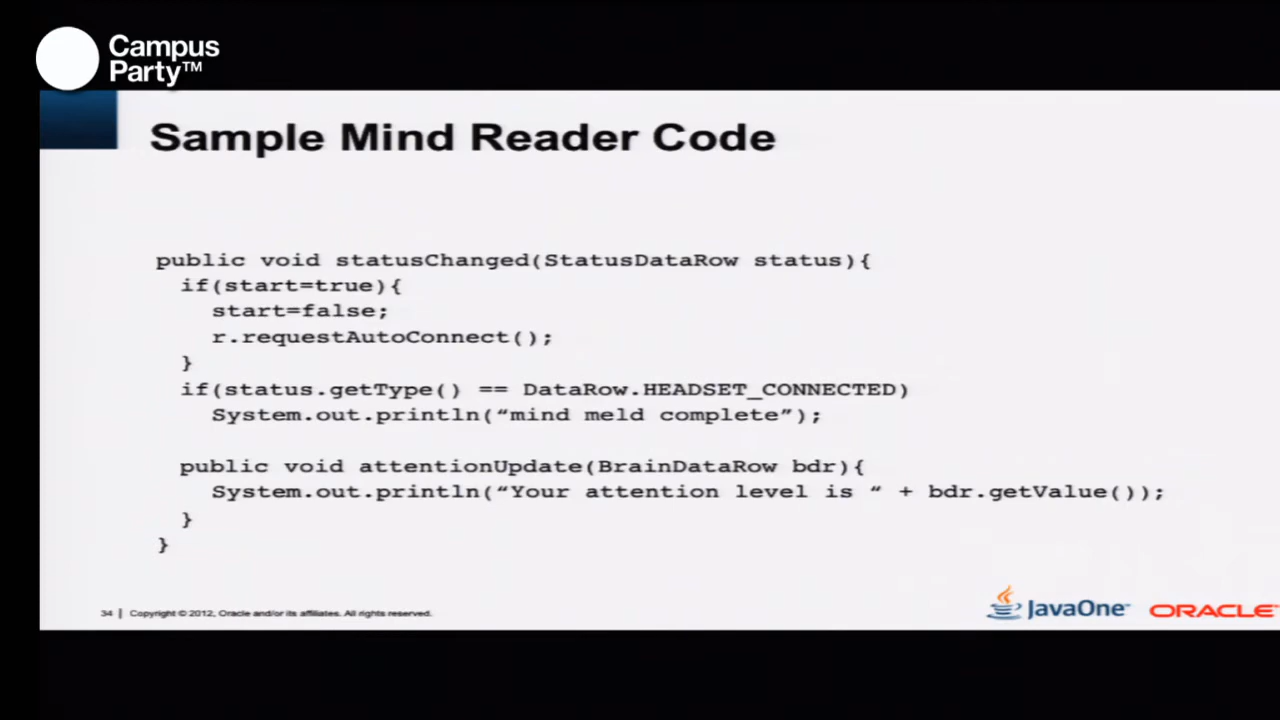 Campus
Party™
Sample Mind Reader Code
public void statusChanged(StatusDataRow status){
if(start=true){
start=false;
r.requestAutoConnect();
}
if(status.getType() == DataRow.HEADSET_CONNECTED)
System.out.println(“mind meld complete”);
public void attentionUpdate(BrainDataRow bdr){
System.out.println(“Your attention level is “ + bdr.getValue());
}
}
34 | Copyright © 2012, Oracle and/or its affiliates. All rights reserved.
JavaOne™
ORACLE